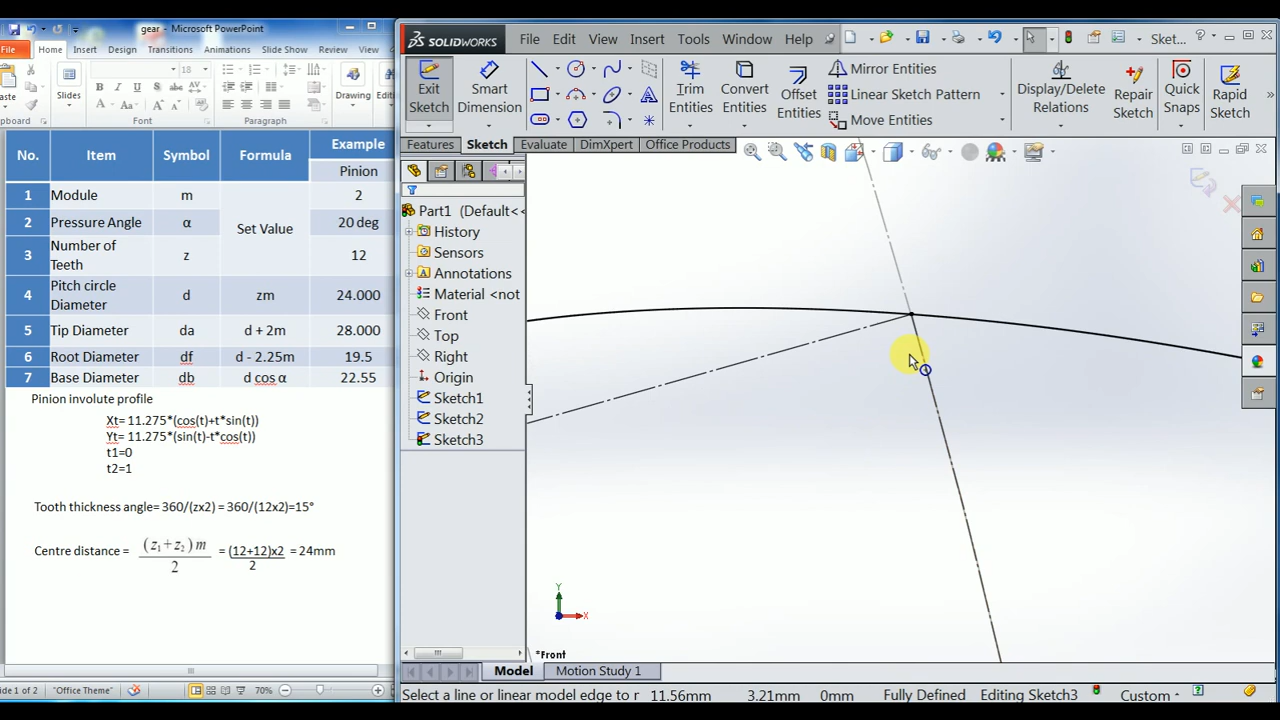 gear - Microsoft PowerPoint
File Home Insert Design Transitions Animations Slide Show Review View
Slides
Drawing Editing
Font
Paragraph
No. Item Symbol Formula Example
Pinion
1 Module m Set Value 2
2 Pressure Angle α 20 deg
3 Number of Teeth z 12
4 Pitch circle Diameter d zm 24.000
5 Tip Diameter da d + 2m 28.000
6 Root Diameter df d - 2.25m 19.5
7 Base Diameter db d cos α 22.55
Pinion involute profile
Xt= 11.275*(cos(t)+t*sin(t))
Yt= 11.275*(sin(t)-t*cos(t))
t1=0
t2=1
Tooth thickness angle= 360/(zx2) = 360/(12x2)=15°
Centre distance = (z1+z2) m / 2 = (12+12)x2 / 2 = 24mm
"Office Theme" 70%
SOLIDWORKS File Edit View Insert Tools Window Help Sket...
Exit Sketch
Smart Dimension
Trim Entities
Convert Entities
Offset Entities
Mirror Entities
Linear Sketch Pattern
Move Entities
Display/Delete Relations
Repair Sketch
Quick Snaps
Rapid Sketch
Features Sketch Evaluate DimXpert Office Products
Part1 (Default<<
History
Sensors
Annotations
Material <not
Front
Top
Right
Origin
Sketch1
Sketch2
Sketch3
Y
X
*Front
Model Motion Study 1
Select a line or linear model edge to r 11.56mm 3.21mm 0mm Fully Defined Editing Sketch3 Custom